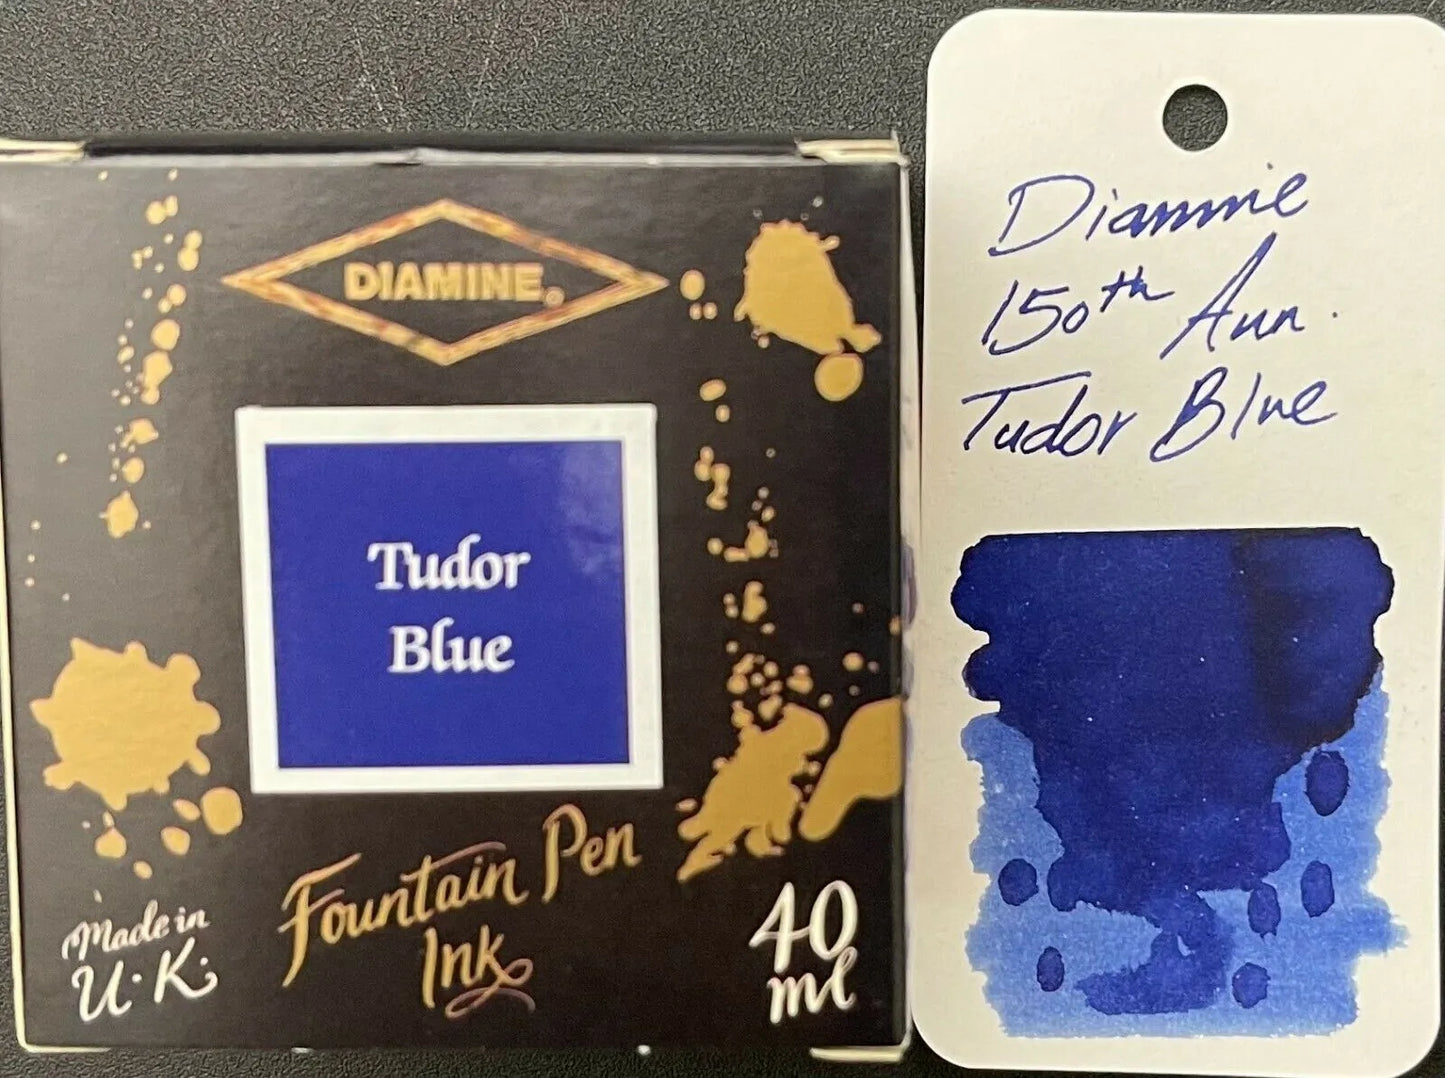 DIAMINE®
Tudor
Blue
Fountain Pen
Ink
Made in
U.K.
40
ml
Diamine
150th Ann.
Tudor Blue